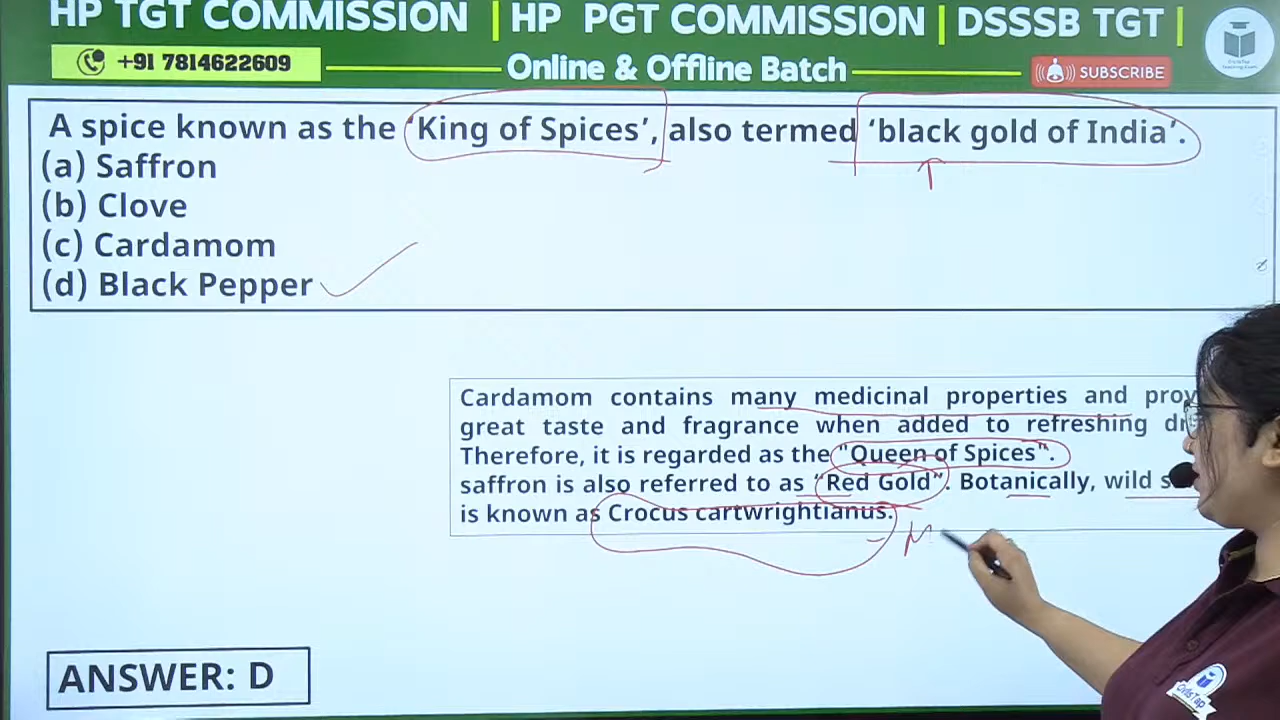 HP TGT COMMISSION | HP PGT COMMISSION | DSSSB TGT |
+91 7814622609
Online & Offline Batch
SUBSCRIBE
A spice known as the 'King of Spices', also termed 'black gold of India'.
(a) Saffron
(b) Clove
(c) Cardamom
(d) Black Pepper
Cardamom contains many medicinal properties and
great taste and fragrance when added to refreshing
Therefore, it is regarded as the "Queen of Spices".
saffron is also referred to as "Red Gold". Botanically, wild
is known as Crocus cartwrightianus.
ANSWER: D
CivilsTap